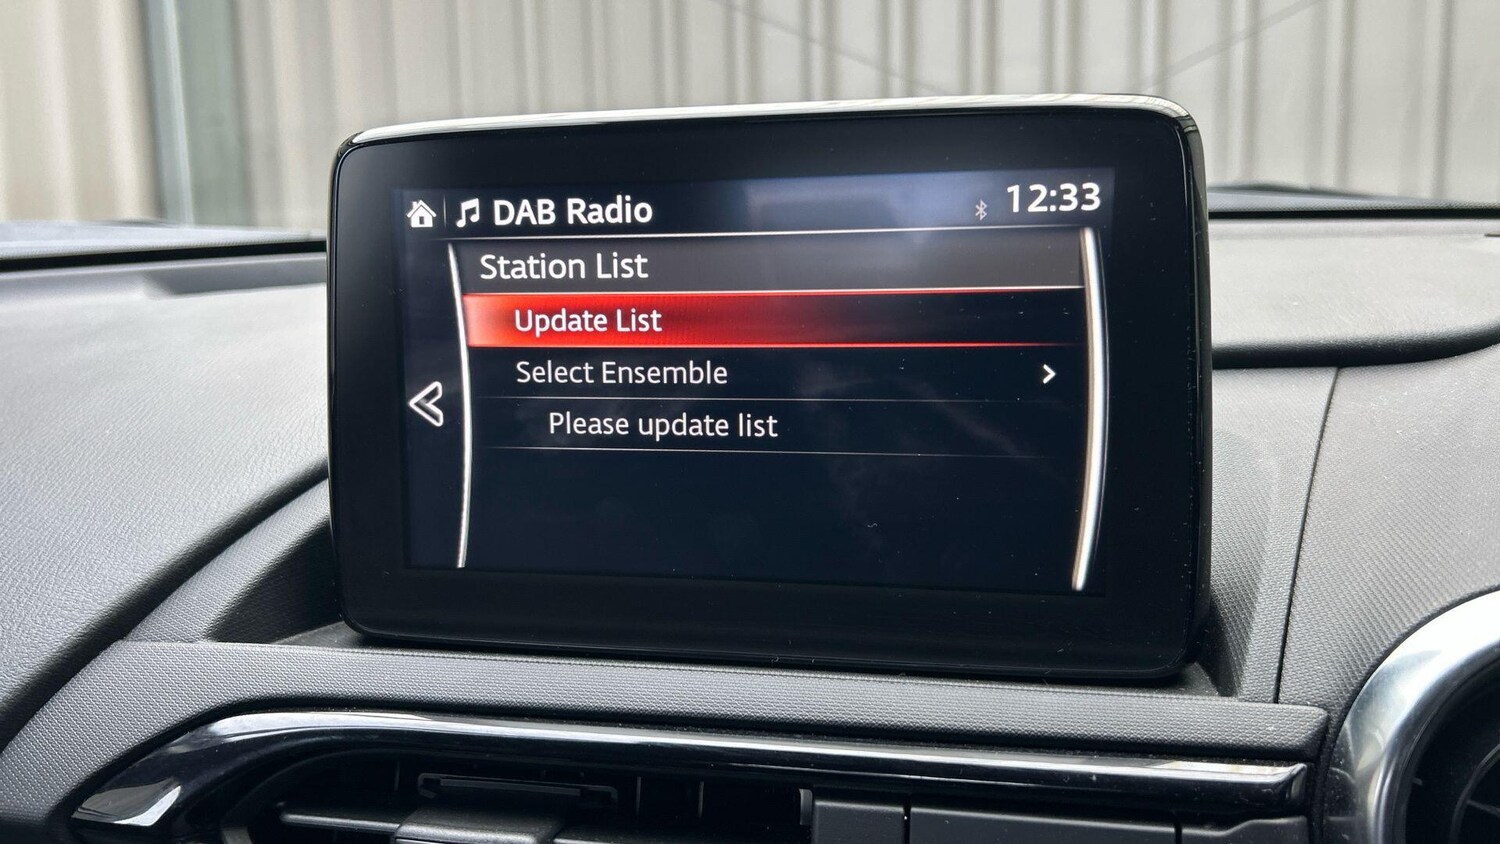 DAB Radio 12:33
Station List
Update List
Select Ensemble
Please update list